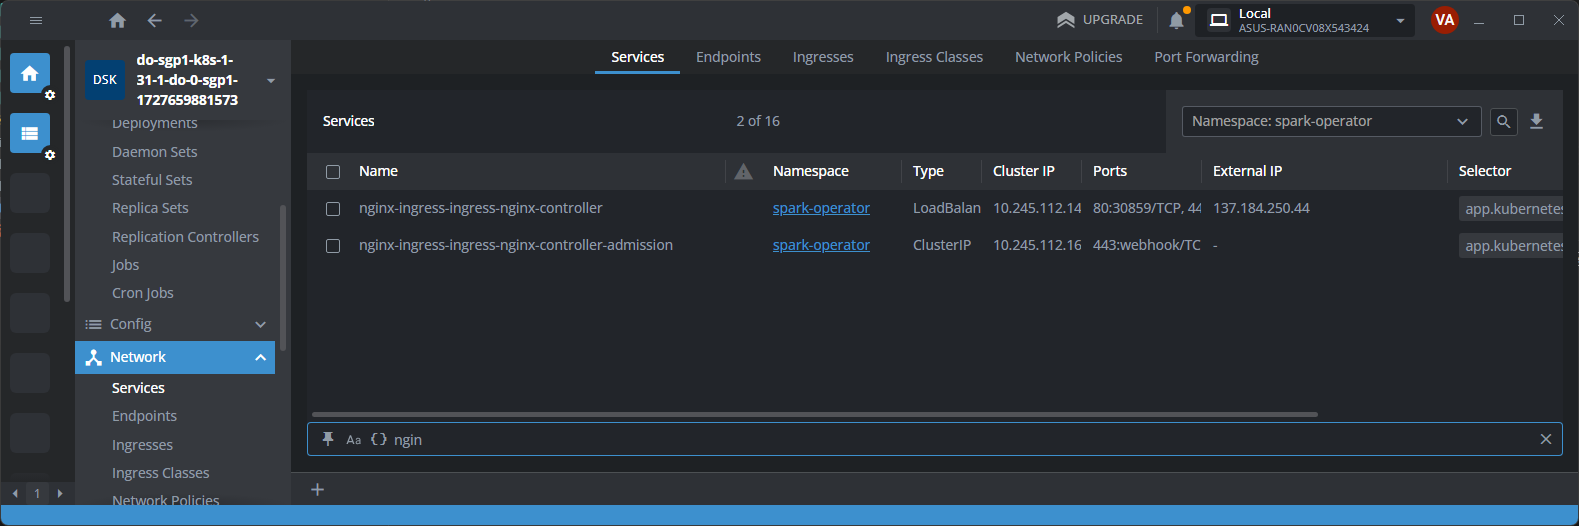 UPGRADE
Local
ASUS-RAN0CV08X543424
VA
DSK
do-sgp1-k8s-1-
31-1-do-0-sgp1-
1727659881573
Deployments
Daemon Sets
Stateful Sets
Replica Sets
Replication Controllers
Jobs
Cron Jobs
Config
Network
Services
Endpoints
Ingresses
Ingress Classes
Network Policies
1
Services Endpoints Ingresses Ingress Classes Network Policies Port Forwarding
Services 2 of 16 Namespace: spark-operator
Name Namespace Type Cluster IP Ports External IP Selector
nginx-ingress-ingress-nginx-controller spark-operator LoadBalan 10.245.112.14 80:30859/TCP, 44 137.184.250.44 app.kubernetes
nginx-ingress-ingress-nginx-controller-admission spark-operator ClusterIP 10.245.112.16 443:webhook/TC - app.kubernetes
Aa {} ngin